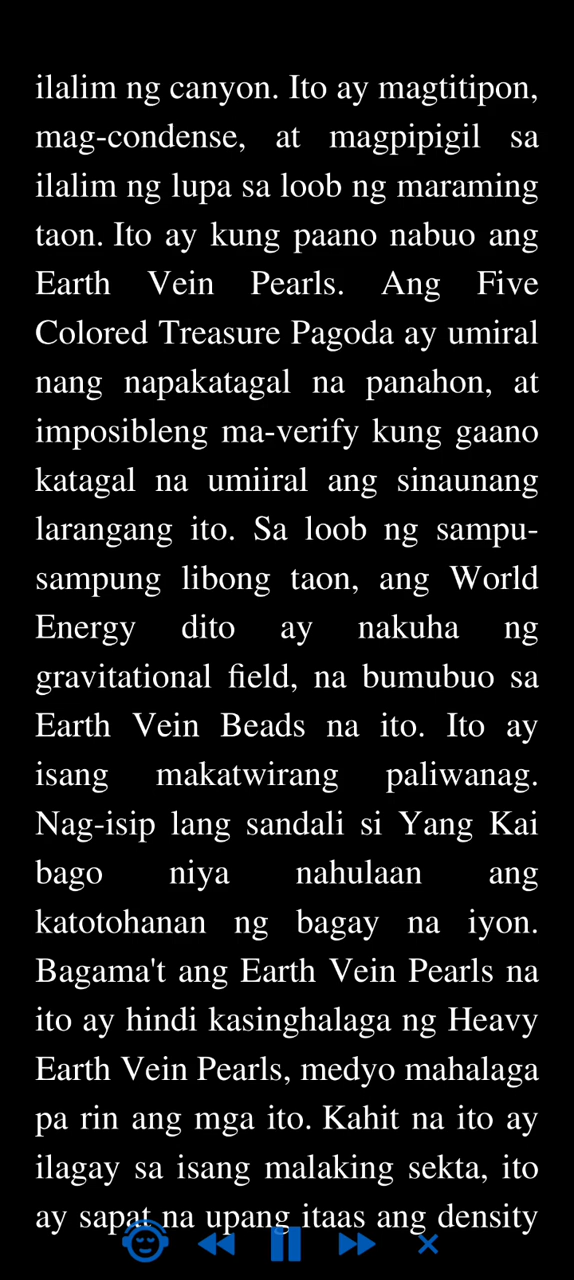 ilalim ng canyon. Ito ay magtitipon,
mag-condense, at magpipigil sa
ilalim ng lupa sa loob ng maraming
taon. Ito ay kung paano nabuo ang
Earth Vein Pearls. Ang Five
Colored Treasure Pagoda ay umiral
nang napakatagal na panahon, at
imposibleng ma-verify kung gaano
katagal na umiiral ang sinaunang
larangang ito. Sa loob ng sampu-
sampung libong taon, ang World
Energy dito ay nakuha ng
gravitational field, na bumubuo sa
Earth Vein Beads na ito. Ito ay
isang makatwirang paliwanag.
Nag-isip lang sandali si Yang Kai
bago niya nahulaan ang
katotohanan ng bagay na iyon.
Bagama't ang Earth Vein Pearls na
ito ay hindi kasinghalaga ng Heavy
Earth Vein Pearls, medyo mahalaga
pa rin ang mga ito. Kahit na ito ay
ilagay sa isang malaking sekta, ito
ay sapat na upang itaas ang density